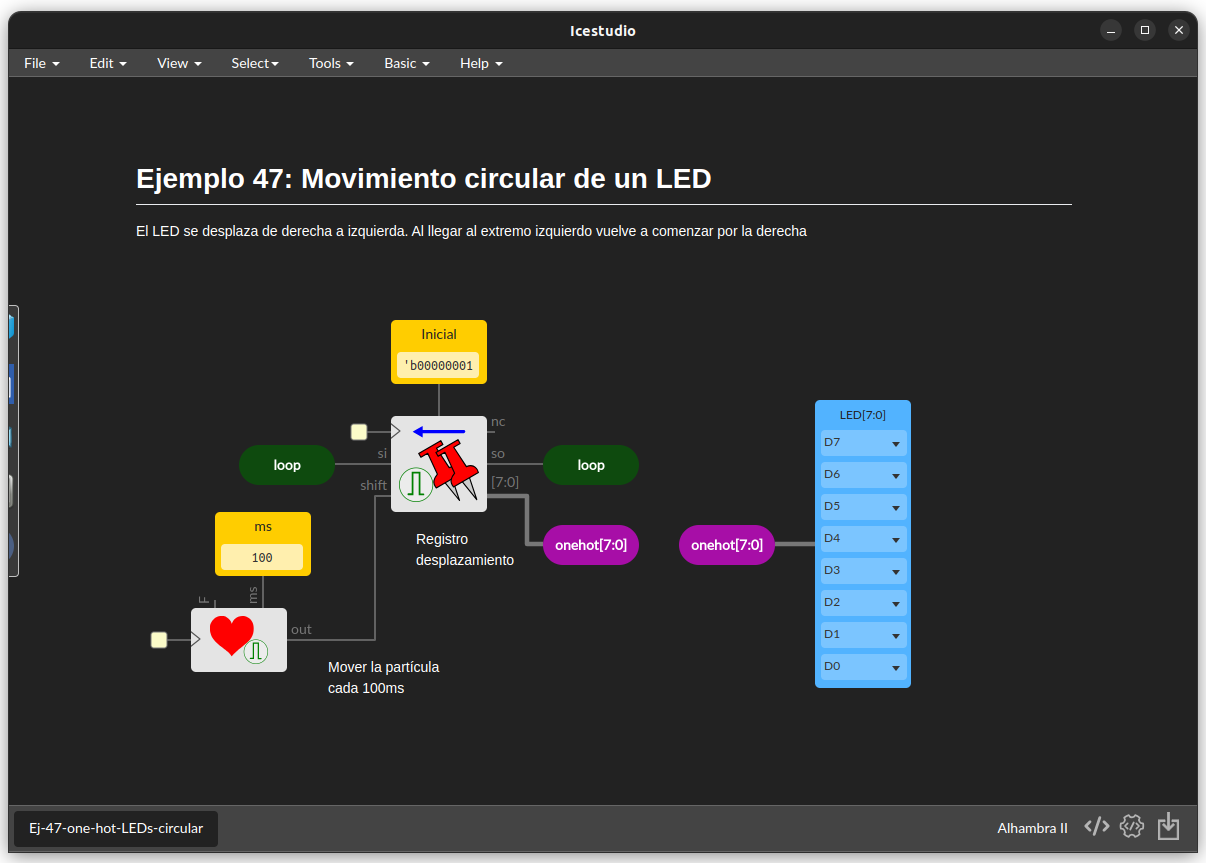 Icestudio
File Edit View Select Tools Basic Help
Ejemplo 47: Movimiento circular de un LED
El LED se desplaza de derecha a izquierda. Al llegar al extremo izquierdo vuelve a comenzar por la derecha
Inicial
'b00000001
nc
si
so
loop
loop
shift
[7:0]
onehot[7:0]
onehot[7:0]
Registro
desplazamiento
ms
100
F
ms
out
Mover la partícula
cada 100ms
LED[7:0]
D7
D6
D5
D4
D3
D2
D1
D0
Ej-47-one-hot-LEDs-circular
Alhambra II